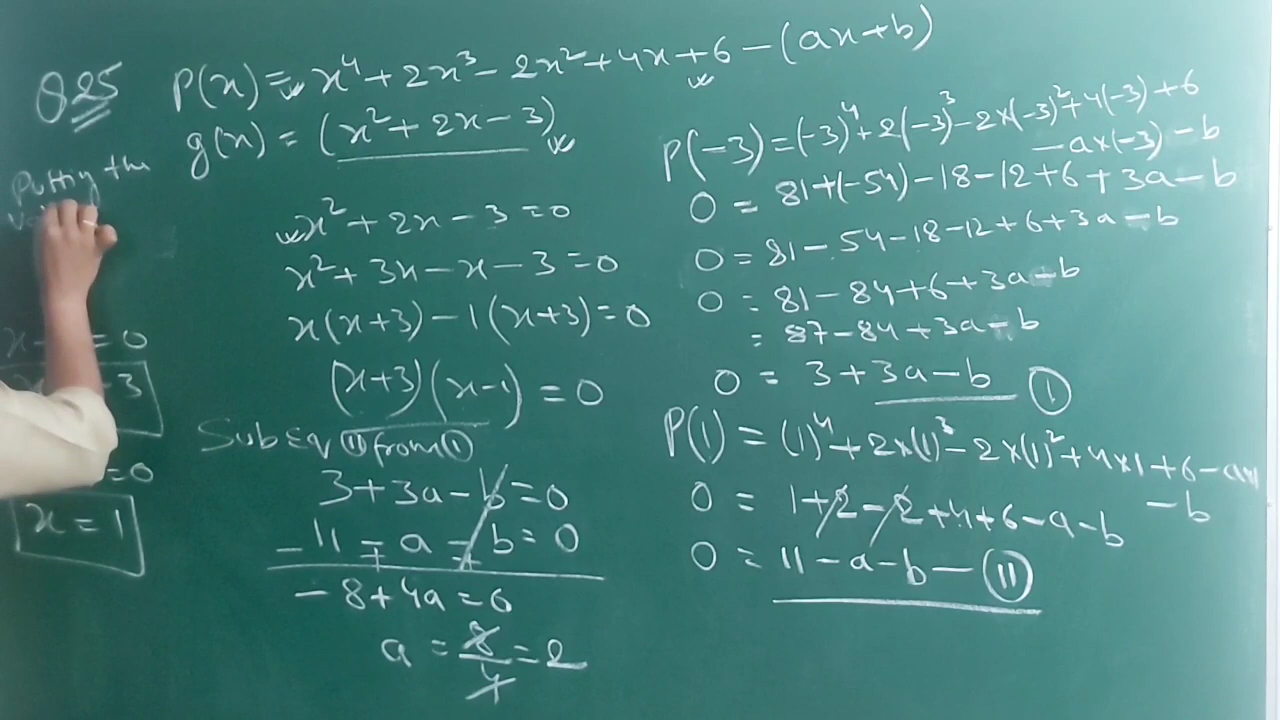 Q25
P(x) = x⁴ + 2x³ - 2x² + 4x + 6 - (ax + b)
g(x) = (x² + 2x - 3)
x² + 2x - 3 = 0
x² + 3x - x - 3 = 0
x(x+3) - 1(x+3) = 0
(x+3)(x-1) = 0
Sub Eq (II) from (I)
3 + 3a - b = 0
-11 - a - b = 0
+ +
- 8 + 4a = 0
a = 8/4 = 2
Putting the
= 0
3
= 0
x = 1
P(-3) = (-3)⁴ + 2(-3)³ - 2×(-3)² + 4(-3) + 6
- a×(-3) - b
0 = 81 + (-54) - 18 - 12 + 6 + 3a - b
0 = 81 - 54 - 18 - 12 + 6 + 3a - b
0 = 81 - 84 + 6 + 3a - b
= 87 - 84 + 3a - b
0 = 3 + 3a - b (I)
P(1) = (1)⁴ + 2×(1)³ - 2×(1)² + 4×1 + 6 - a×1
- b
0 = 1 + 2 - 2 + 4 + 6 - a - b
0 = 11 - a - b - (II)